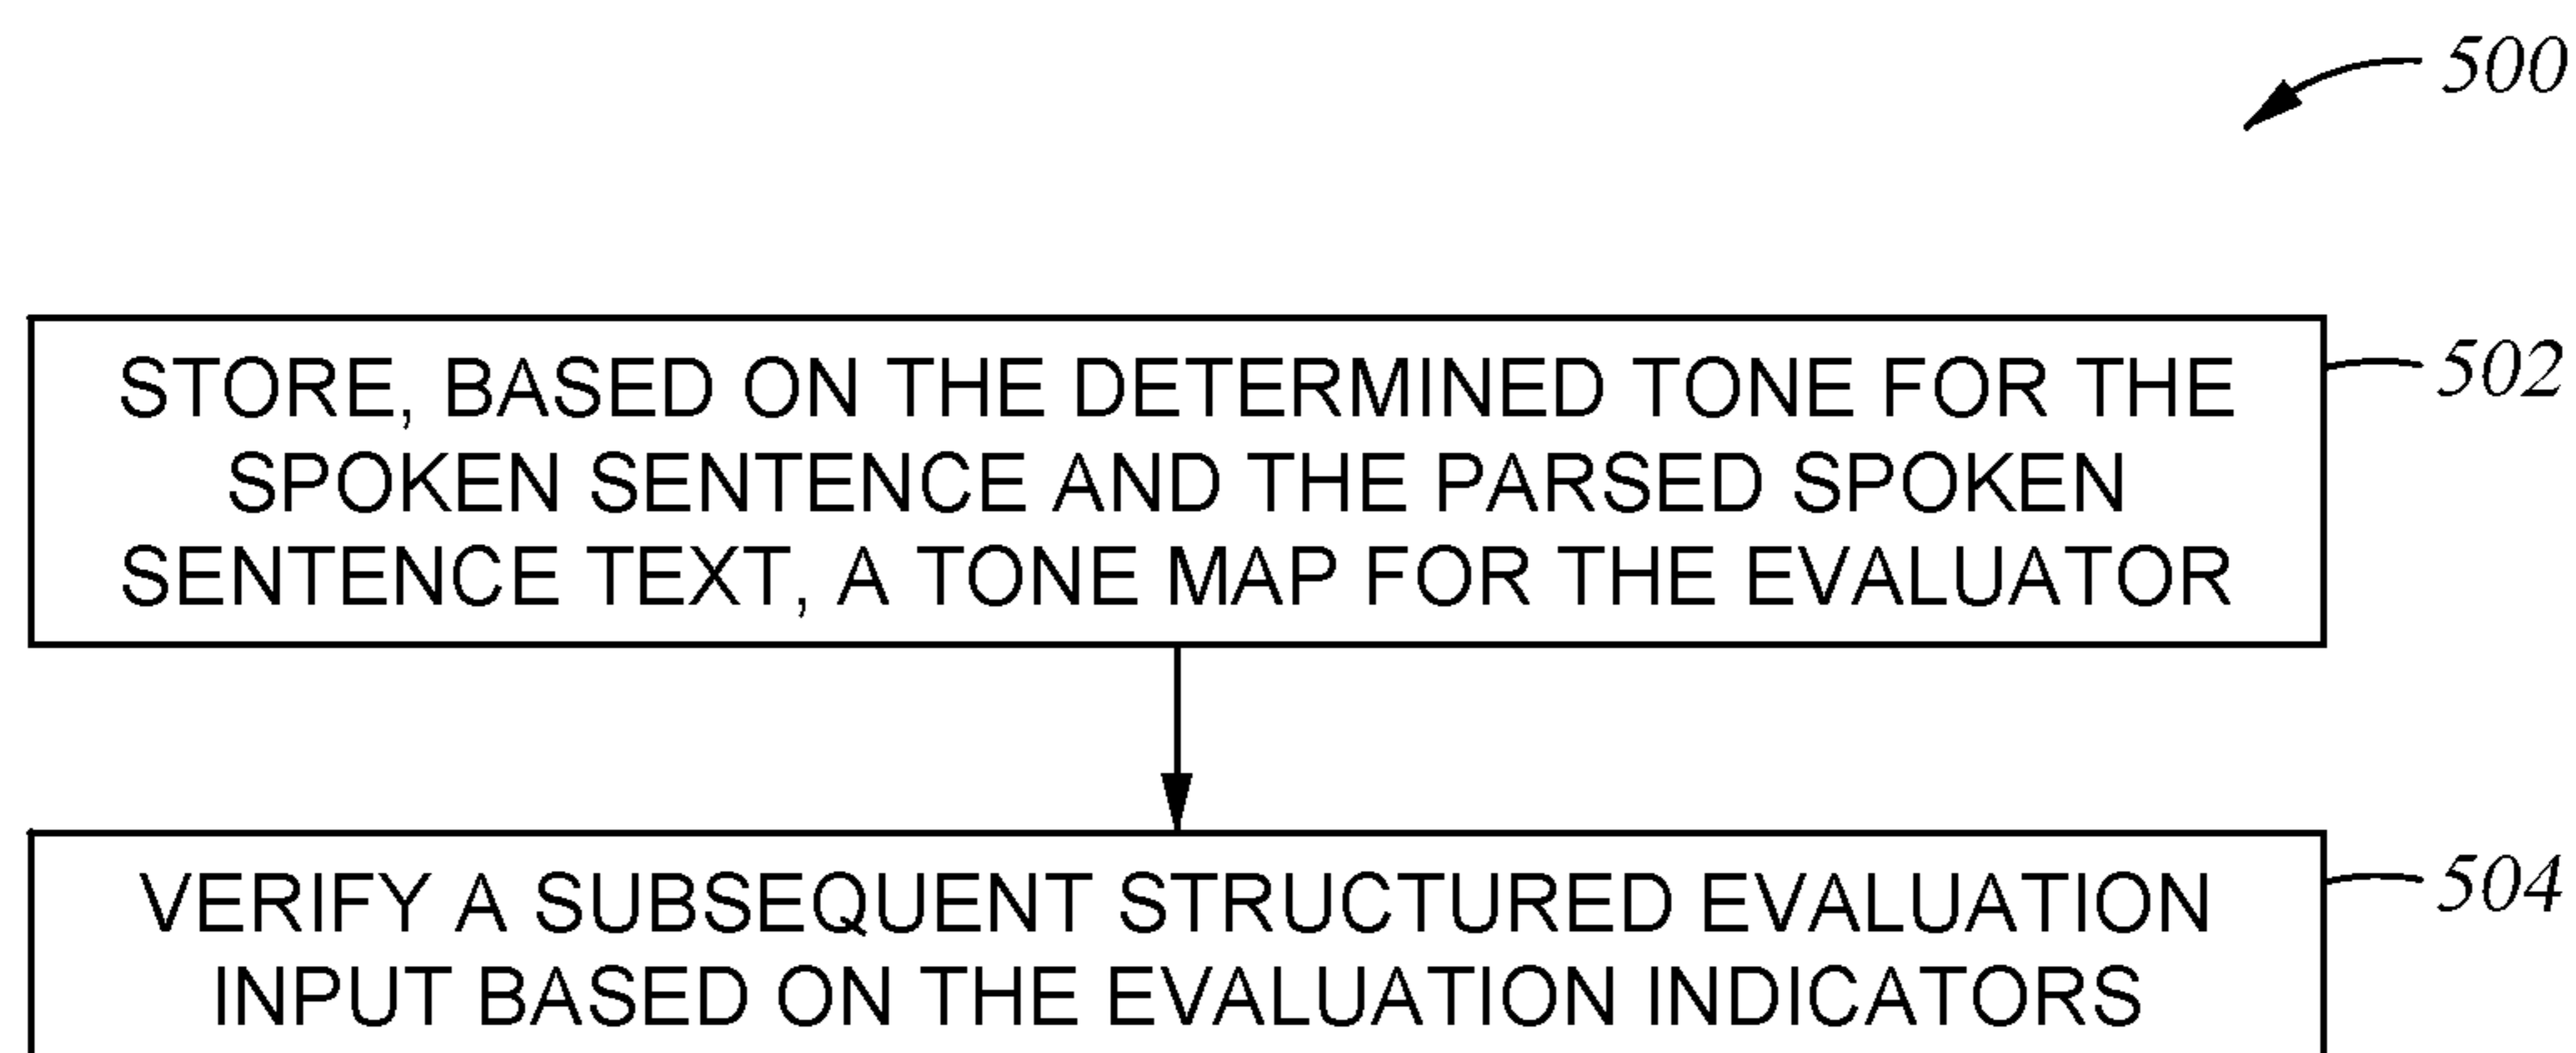 500
STORE, BASED ON THE DETERMINED TONE FOR THE
502
SPOKEN SENTENCE AND THE PARSED SPOKEN
SENTENCE TEXT, A TONE MAP FOR THE EVALUATOR
VERIFY A SUBSEQUENT STRUCTURED EVALUATION
504
INPUT BASED ON THE EVALUATION INDICATORS